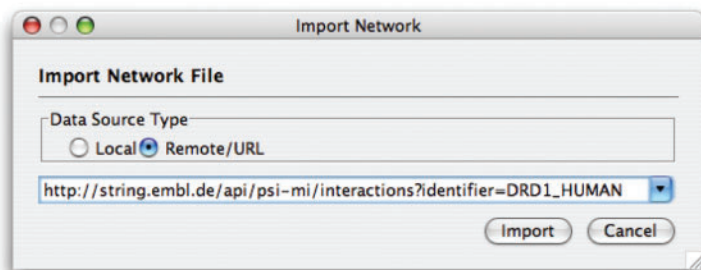 Import Network
Import Network File
Data Source Type
Local Remote/URL
http://string.embl.de/api/psi-mi/interactions?identifier=DRD1_HUMAN
Import Cancel